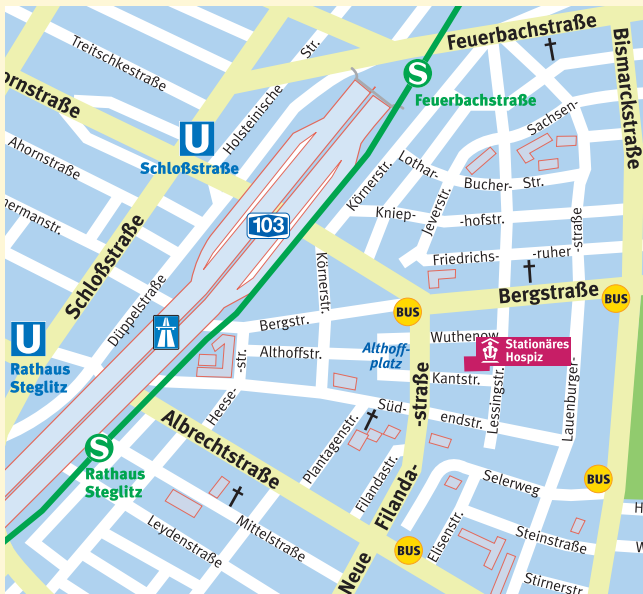 Feuerbachstraße
Bismarckstraße
Treitschkestraße
Holsteinische
Str.
S
Feuerbachstraße
ornstraße
U
Schloßstraße
Sachsen-
Ahornstraße
Lothar-
Bucher- Str.
Körnerstr.
Jeverstr.
Kniep- -hofstr.
-straße
ermanstr.
103
Friedrichs- -ruher
Schloßstraße
Düppelstraße
Körnerstr.
Bergstraße
BUS
BUS
Bergstr.
Althoffstr.
Althoff-
platz
Wuthenow
Stationäres
Hospiz
U
Rathaus
Steglitz
Kantstr.
Lessingstr.
Lauenburger-
Heese-
-str.
-straße
Süd- endstr.
Albrechtstraße
Plantagenstr.
S
Rathaus
Steglitz
Filandastr.
Filanda-
Neue
Selerweg
BUS
Mittelstraße
Leydenstraße
Elisenstr.
Steinstraße
BUS
Stirnerstr.
H
W